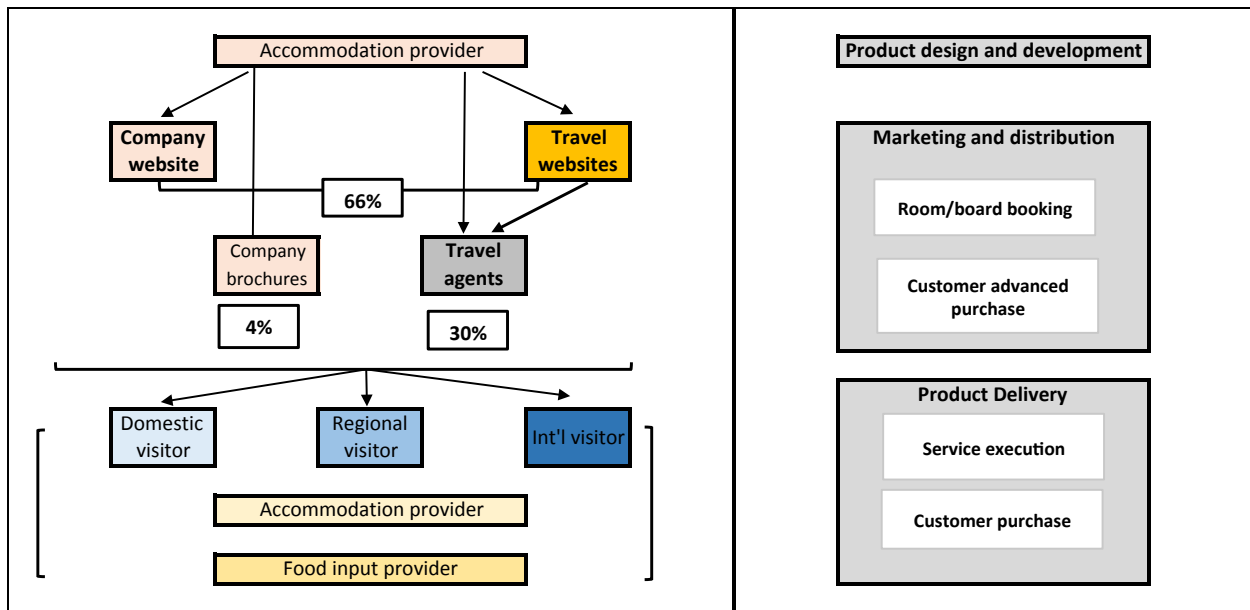 Accommodation provider
Company
website
Travel
websites
66%
Company
brochures
Travel
agents
4%
30%
Domestic
visitor
Regional
visitor
Int'l visitor
Accommodation provider
Food input provider
Product design and development
Marketing and distribution
Room/board booking
Customer advanced
purchase
Product Delivery
Service execution
Customer purchase